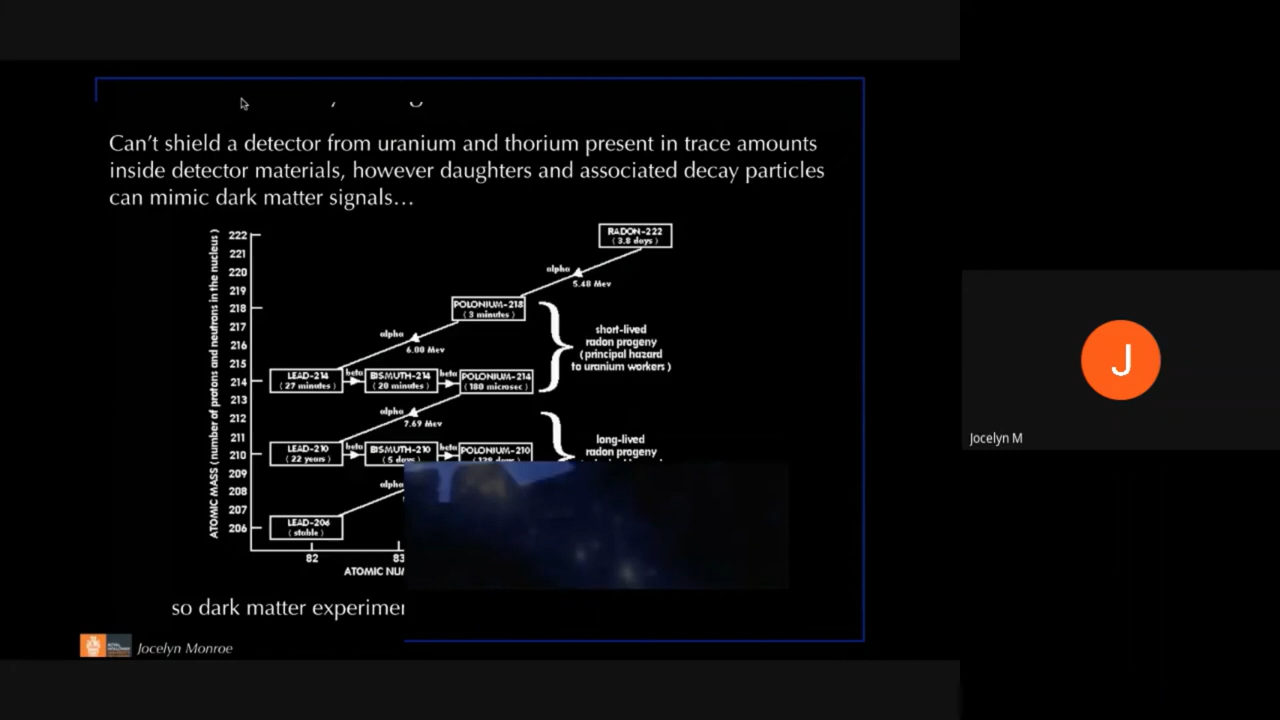 Can't shield a detector from uranium and thorium present in trace amounts
inside detector materials, however daughters and associated decay particles
can mimic dark matter signals...
ATOMIC MASS (number of protons and neutrons in the nucleus)
222
221
220
219
218
217
216
215
214
213
212
211
210
209
208
207
206
RADON-222
(3.8 days)
alpha
5.48 Mev
POLONIUM-218
(3 minutes)
alpha
6.00 Mev
short-lived
radon progeny
(principal hazard
to uranium workers)
LEAD-214
(27 minutes)
beta
BISMUTH-214
(20 minutes)
beta
POLONIUM-214
(180 microsec)
alpha
7.69 Mev
long-lived
radon progeny
LEAD-210
(22 years)
beta
BISMUTH-210
(5 days)
beta
POLONIUM-210
alpha
LEAD-206
(stable)
82
83
ATOMIC
so dark matter
Jocelyn Monroe
J
Jocelyn M